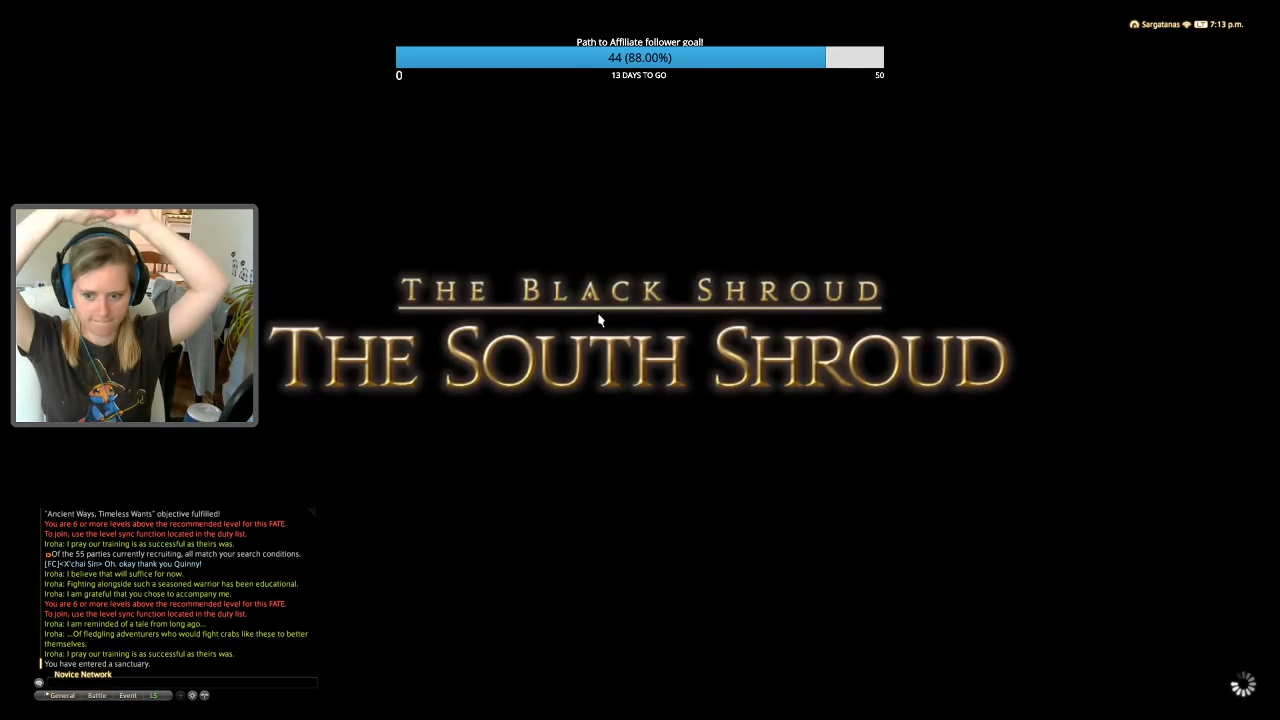 Sargatanas LT 7:13 p.m.
Path to Affiliate follower goal!
44 (88.00%)
0 13 DAYS TO GO 50
THE BLACK SHROUD
THE SOUTH SHROUD
"Ancient Ways, Timeless Wants" objective fulfilled!
You are 6 or more levels above the recommended level for this FATE.
To join, use the level sync function located in the duty list.
Iroha: I pray our training is as successful as theirs was.
Of the 55 parties currently recruiting, all match your search conditions.
[FC]<X'chai Sin> Oh. okay thank you Quinny!
Iroha: I believe that will suffice for now.
Iroha: Fighting alongside such a seasoned warrior has been educational.
Iroha: I am grateful that you chose to accompany me.
You are 6 or more levels above the recommended level for this FATE.
To join, use the level sync function located in the duty list.
Iroha: I am reminded of a tale from long ago...
Iroha: ...Of fledgling adventurers who would fight crabs like these to better
themselves.
Iroha: I pray our training is as successful as theirs was.
You have entered a sanctuary.
Novice Network
General Battle Event LS